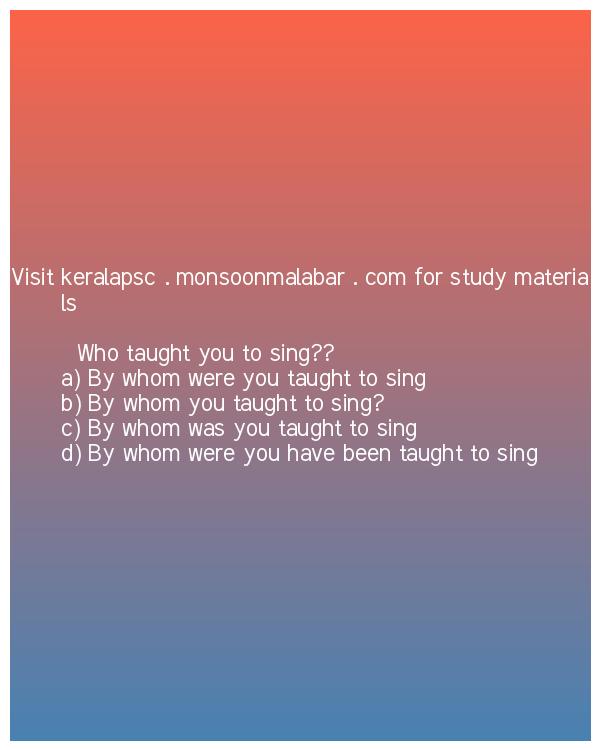 Visit keralapsc . monsoonmalabar . com for study materia
ls
Who taught you to sing??
a) By whom were you taught to sing
b) By whom you taught to sing?
c) By whom was you taught to sing
d) By whom were you have been taught to sing